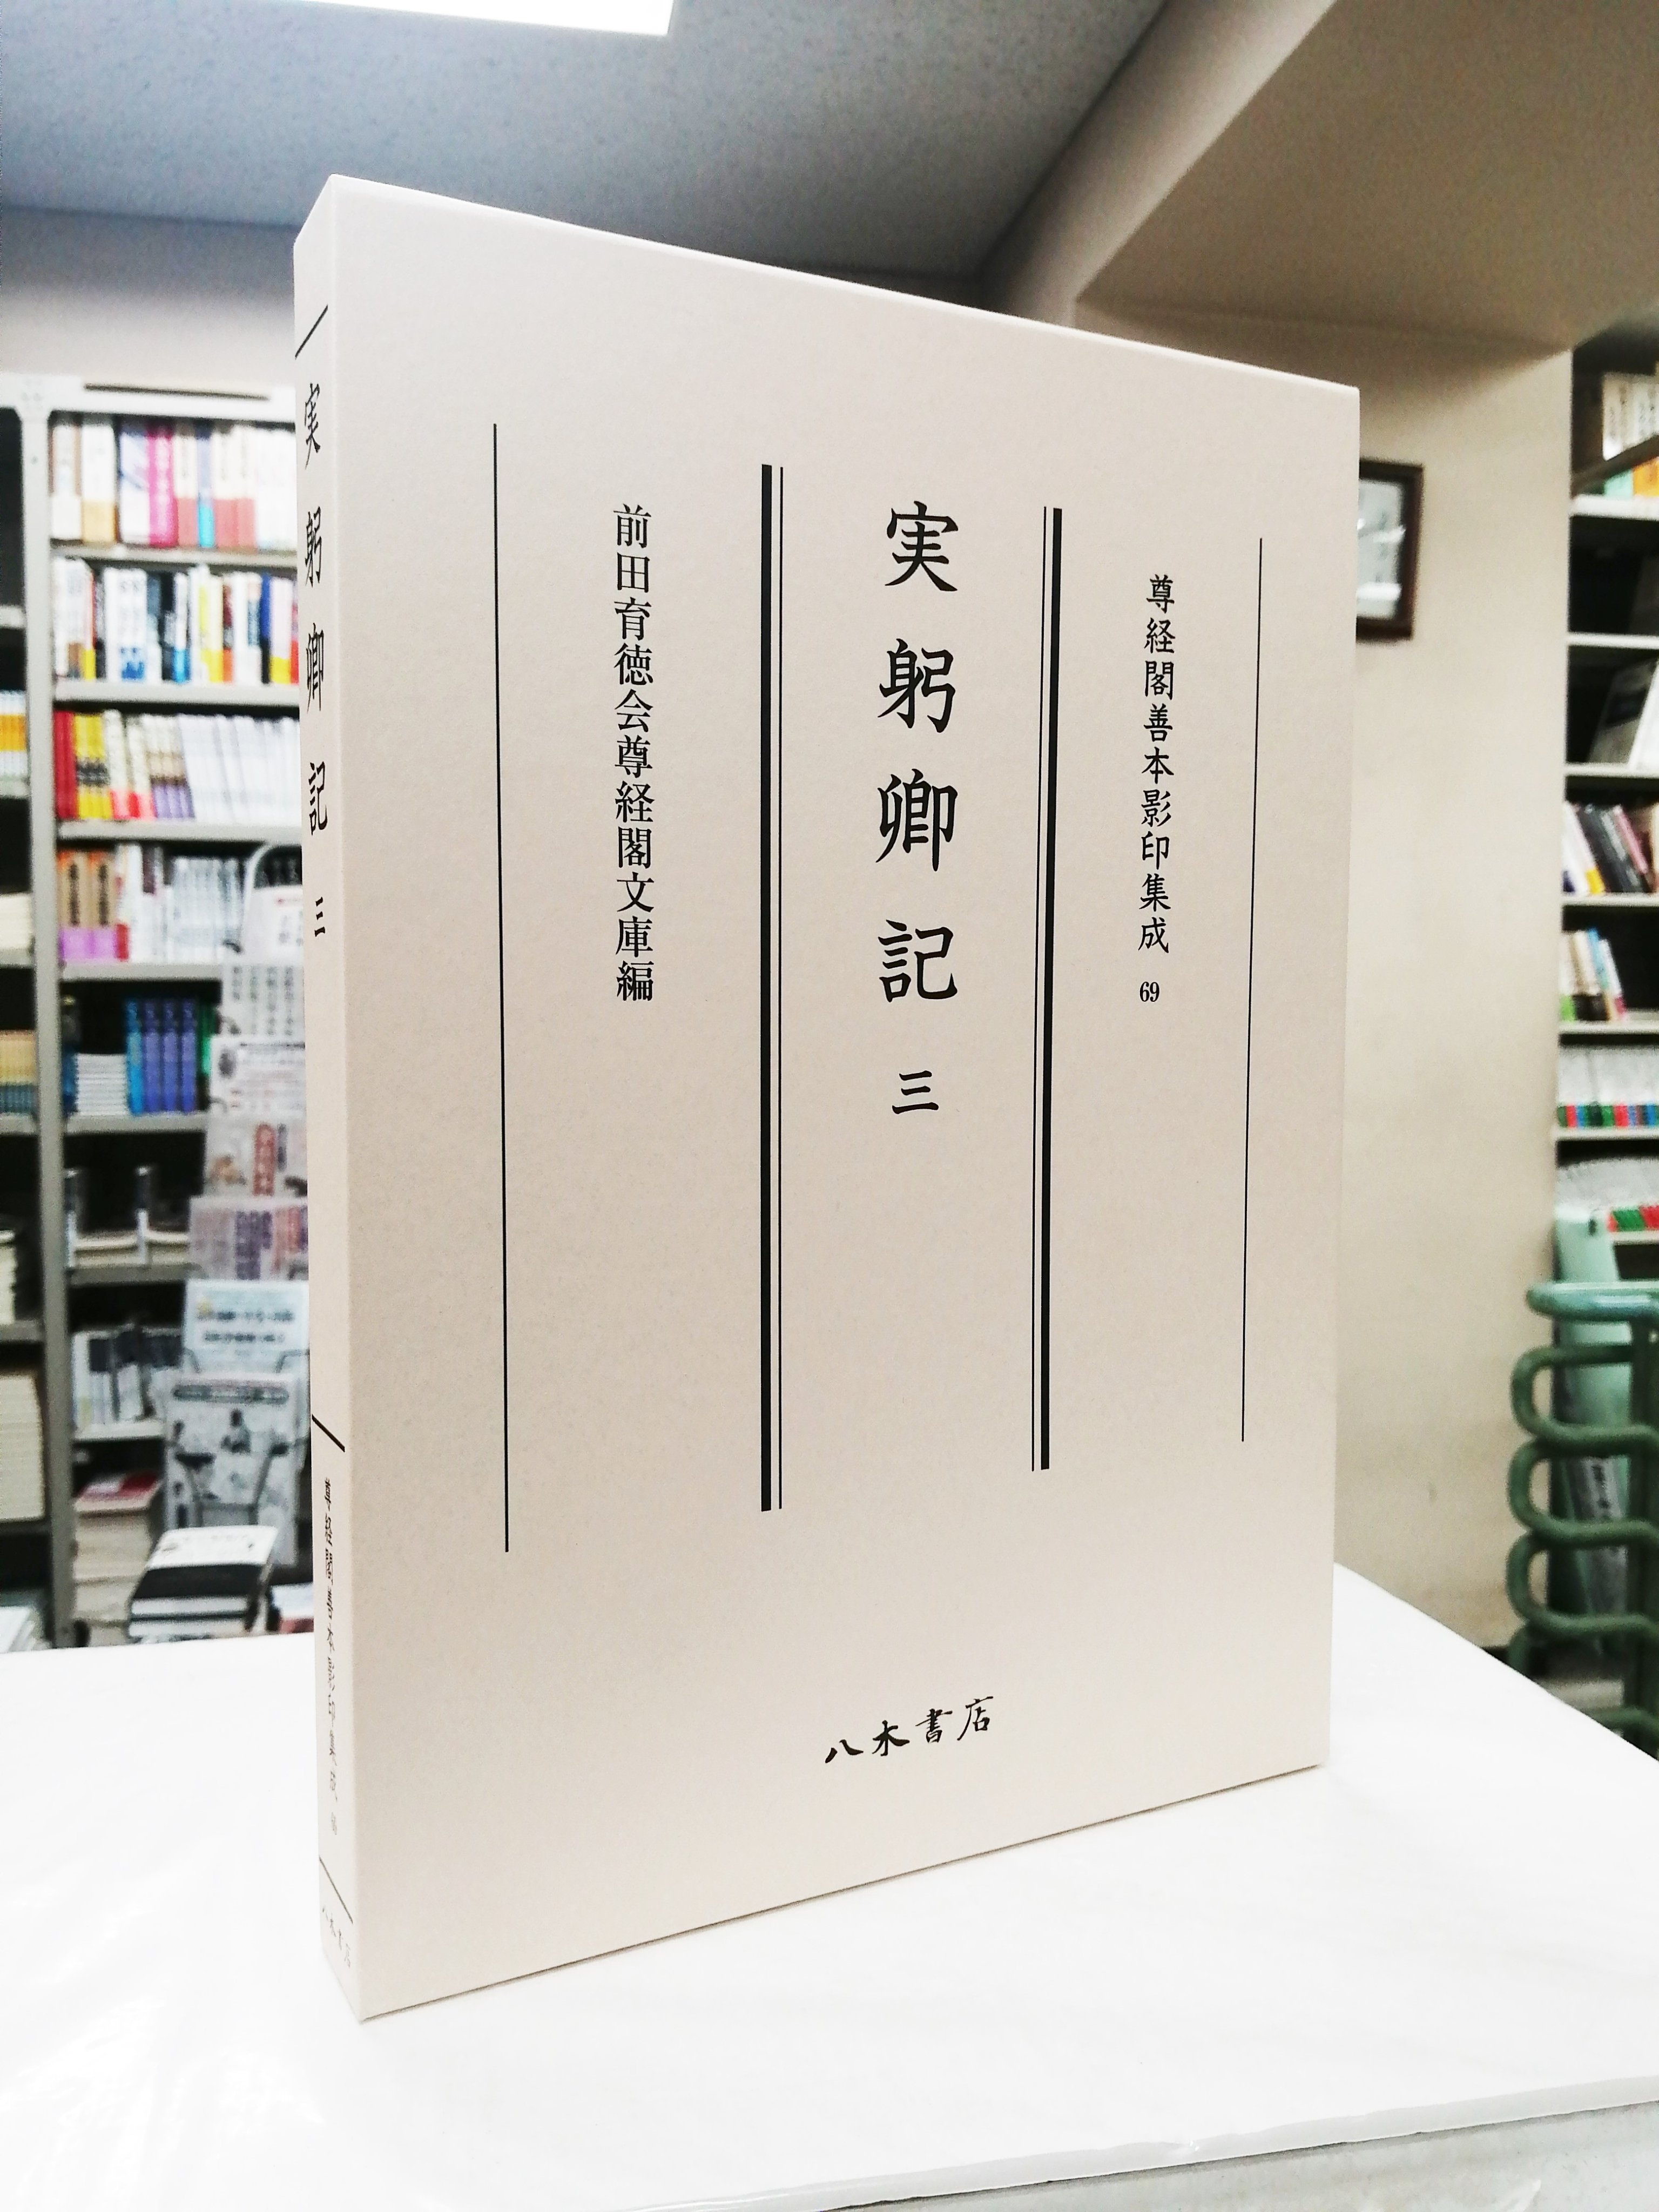 尊経閣善本影印集成 69
実躬卿記 三
前田育徳会尊経閣文庫編
八木書店
実躬卿記 三
尊経閣善本影印集成
八木書店